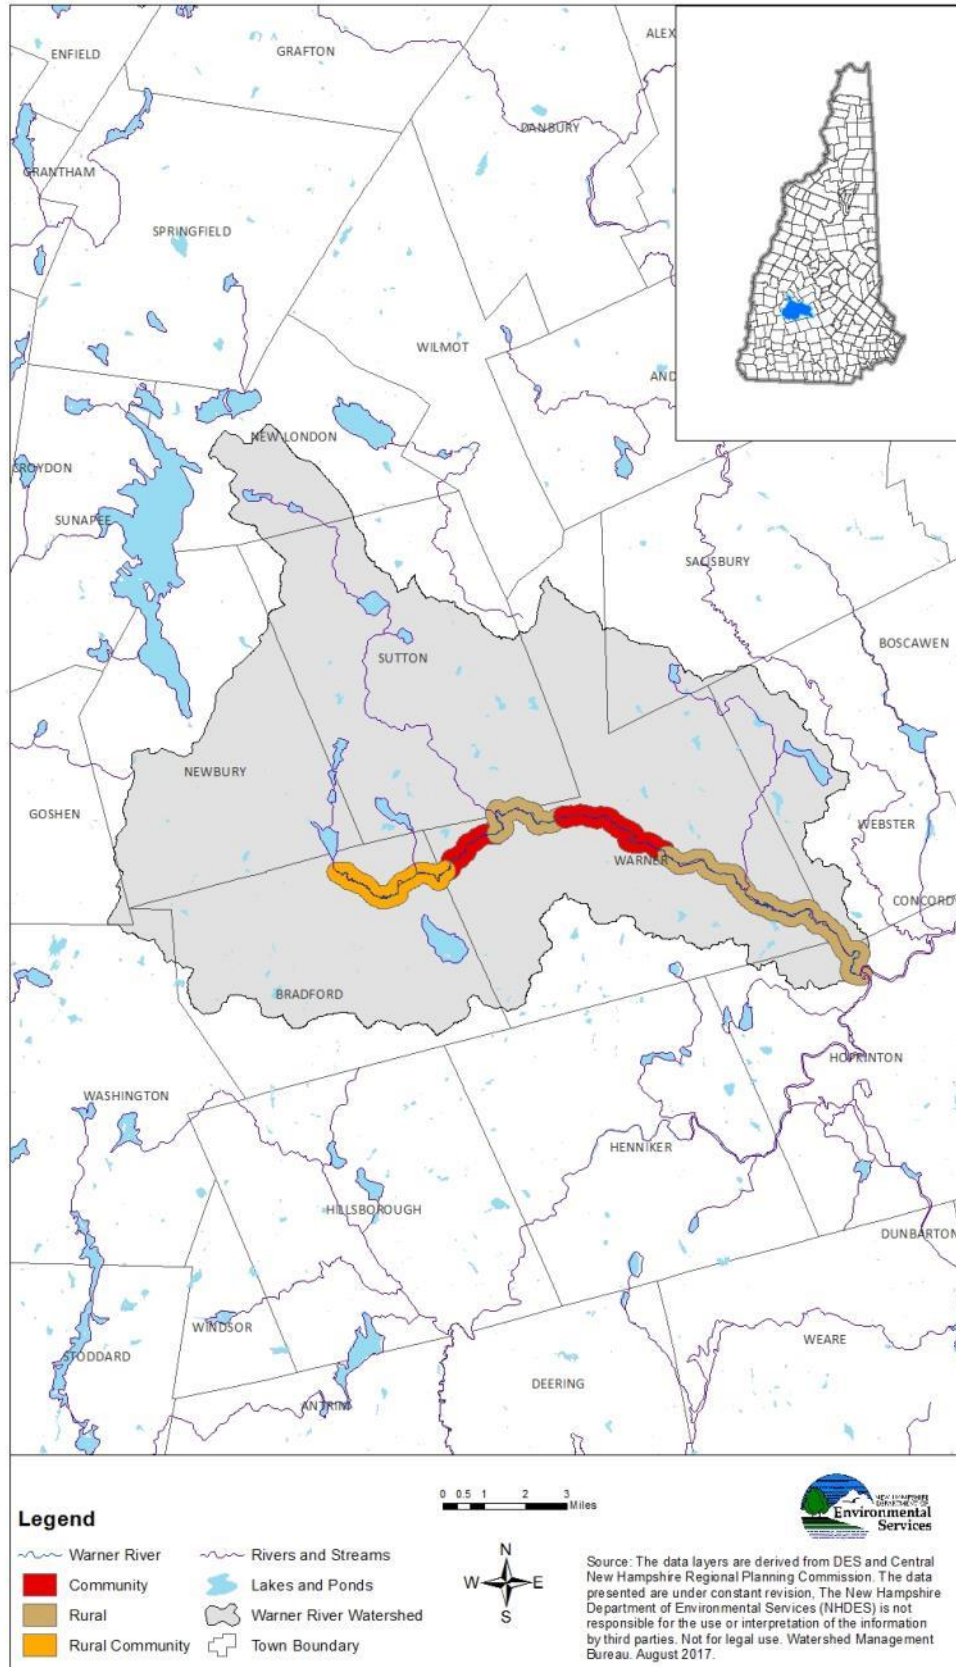 ENFIELD
GRAFTON
ALEX
DANBURY
GRANTHAM
SPRINGFIELD
WILMOT
AND
NEW LONDON
CROYDON
SUNAPEE
SALISBURY
BOSCAWEN
SUTTON
NEWBURY
GOSHEN
WEBSTER
WARNER
CONCORD
BRADFORD
HOPKINTON
WASHINGTON
HENNIKER
HILLSBOROUGH
DUNBARTON
WINDSOR
WEARE
STODDARD
DEERING
ANTRIM
0 0.5 1 2 3
Miles
NEW HAMPSHIRE
DEPARTMENT OF
Environmental
Services
Legend
Warner River
Community
Rural
Rural Community
Rivers and Streams
Lakes and Ponds
Warner River Watershed
Town Boundary
N
W E
S
Source: The data layers are derived from DES and Central
New Hampshire Regional Planning Commission. The data
presented are under constant revision, The New Hampshire
Department of Environmental Services (NHDES) is not
responsible for the use or interpretation of the information
by third parties. Not for legal use. Watershed Management
Bureau. August 2017.